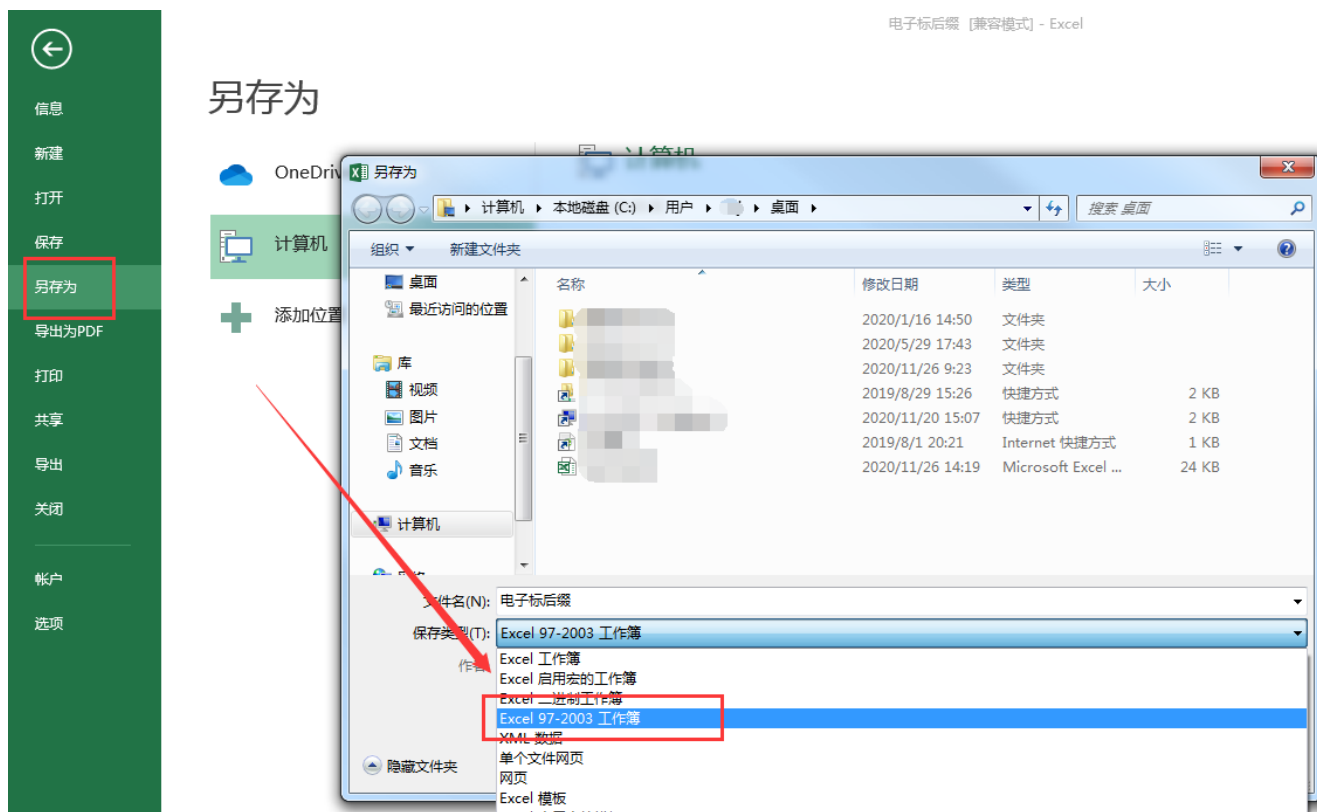 电子标后缀 [兼容模式] - Excel
信息
新建
打开
保存
另存为
导出为PDF
打印
共享
导出
关闭
帐户
选项
另存为
OneDriv
计算机
添加位置
计算机
另存为
计算机 本地磁盘 (C:) 用户 桌面
搜索 桌面
组织 新建文件夹
桌面
最近访问的位置
库
视频
图片
文档
音乐
计算机
名称 修改日期 类型 大小
2020/1/16 14:50 文件夹
2020/5/29 17:43 文件夹
2020/11/26 9:23 文件夹
2019/8/29 15:26 快捷方式 2 KB
2020/11/20 15:07 快捷方式 2 KB
2019/8/1 20:21 Internet 快捷方式 1 KB
2020/11/26 14:19 Microsoft Excel ... 24 KB
文件名(N): 电子标后缀
保存类型(T): Excel 97-2003 工作簿
作者
Excel 工作簿
Excel 启用宏的工作簿
Excel 二进制工作簿
Excel 97-2003 工作簿
XML 数据
单个文件网页
网页
Excel 模板
隐藏文件夹